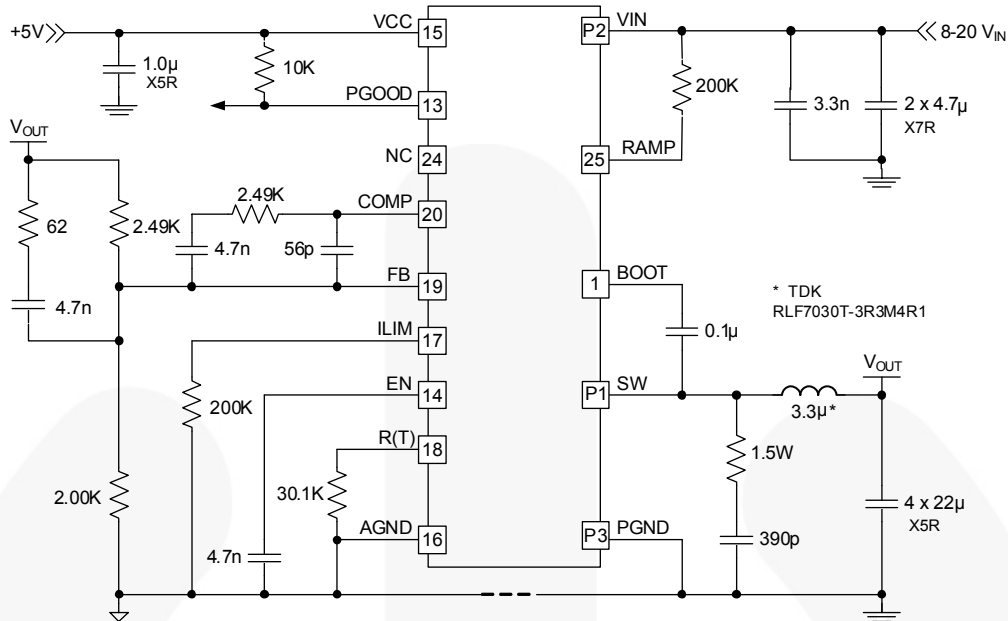 +5V
VCC
15
P2
VIN
8-20 VIN
1.0µ
X5R
10K
200K
3.3n
2 x 4.7µ
X7R
PGOOD
13
VOUT
NC
24
25
RAMP
2.49K
COMP
20
62
2.49K
4.7n
56p
FB
19
1
BOOT
* TDK
RLF7030T-3R3M4R1
4.7n
ILIM
17
0.1µ
EN
14
P1
SW
VOUT
3.3µ*
200K
R(T)
18
1.5W
2.00K
30.1K
4 x 22µ
X5R
AGND
16
P3
PGND
390p
4.7n